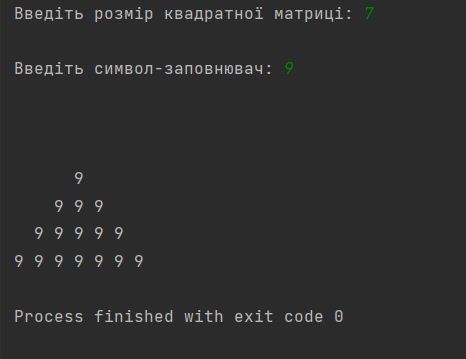 Введіть розмір квадратної матриці: 7
Введіть символ-заповнювач: 9
9
9 9 9
9 9 9 9 9
9 9 9 9 9 9 9
Process finished with exit code 0